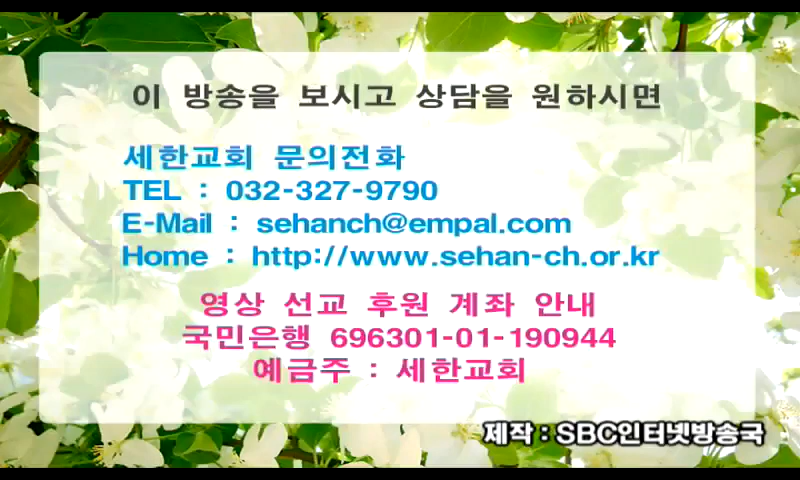 이 방송을 보시고 상담을 원하시면
세한교회 문의전화
TEL : 032-327-9790
E-Mail : sehanch@empal.com
Home : http://www.sehan-ch.or.kr
영상 선교 후원 계좌 안내
국민은행 696301-01-190944
예금주 : 세한교회
제작 : SBC인터넷방송국